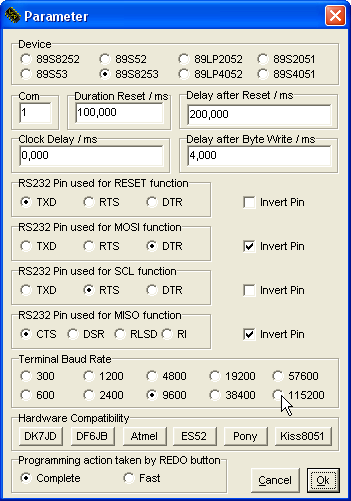 Parameter
Device
89S8252 89S52 89LP2052 89S2051
89S53 89S8253 89LP4052 89S4051
Com Duration Reset / ms Delay after Reset / ms
1 100,000 200,000
Clock Delay / ms Delay after Byte Write / ms
0,000 4,000
RS232 Pin used for RESET function
TXD RTS DTR Invert Pin
RS232 Pin used for MOSI function
TXD RTS DTR Invert Pin
RS232 Pin used for SCL function
TXD RTS DTR Invert Pin
RS232 Pin used for MISO function
CTS DSR RLSD RI Invert Pin
Terminal Baud Rate
300 1200 4800 19200 57600
600 2400 9600 38400 115200
Hardware Compatibility
DK7JD DF6JB Atmel ES52 Pony Kiss8051
Programming action taken by REDO button
Complete Fast Cancel Ok